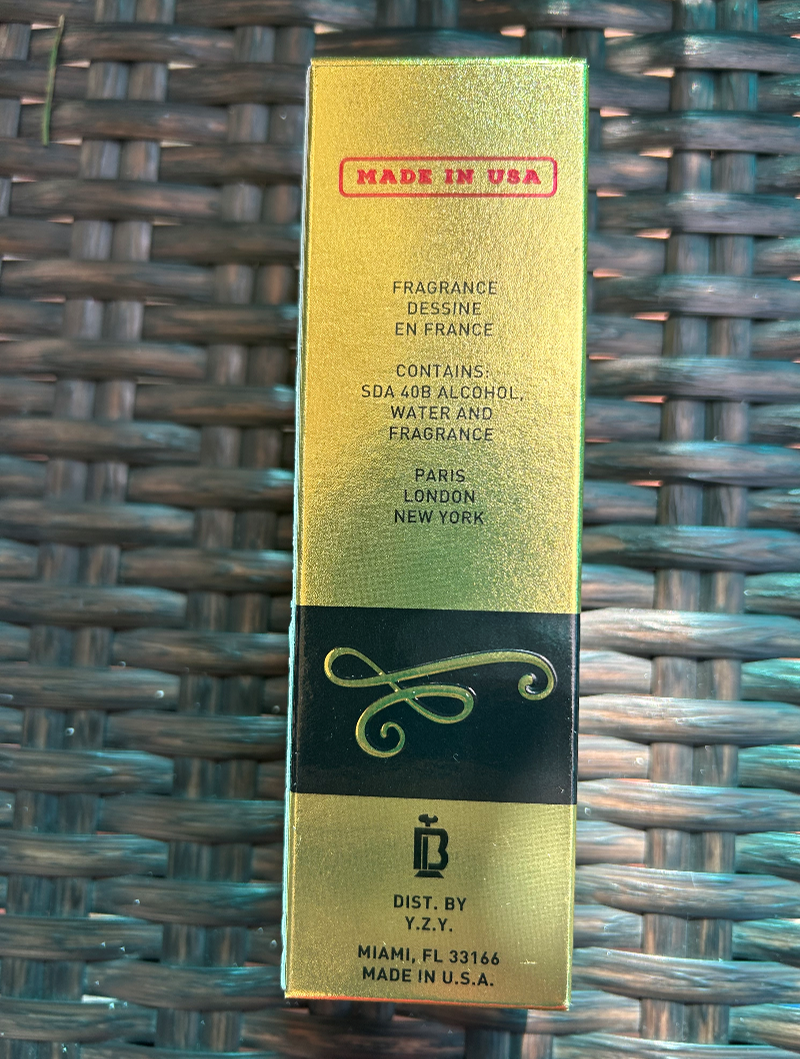 MADE IN USA
FRAGRANCE
DESSINE
EN FRANCE
CONTAINS:
SDA 40B ALCOHOL,
WATER AND
FRAGRANCE
PARIS
LONDON
NEW YORK
B
DIST. BY
Y.Z.Y.
MIAMI, FL 33166
MADE IN U.S.A.